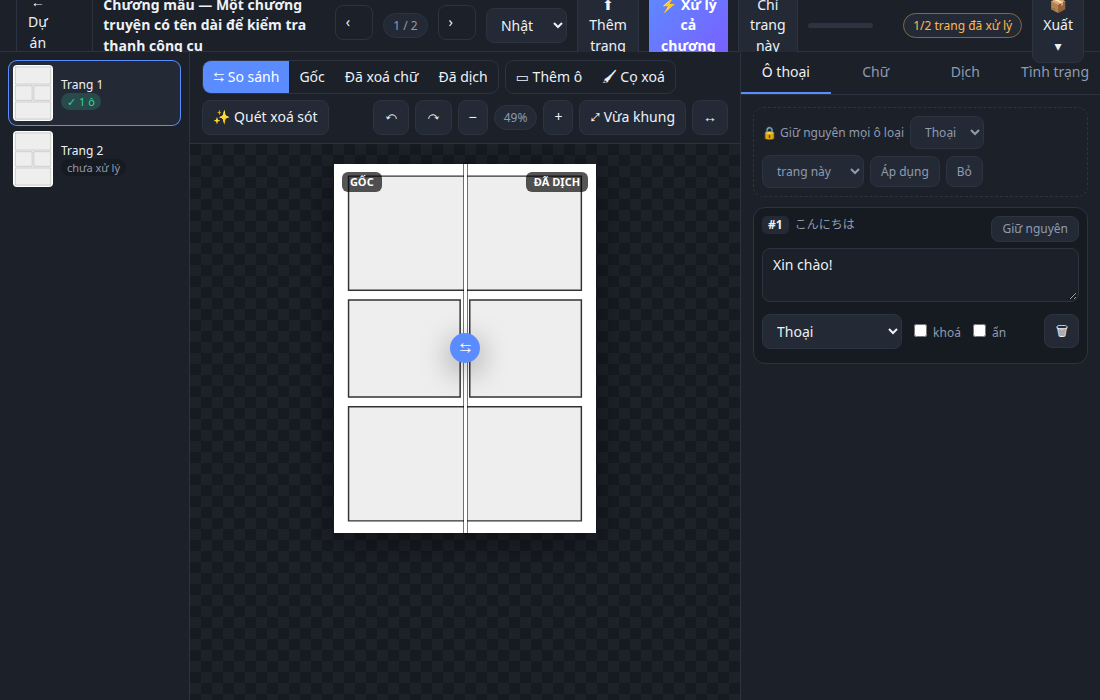 ←
Dự
án
Chương mẫu — Một chương
truyện có tên dài để kiểm tra
thanh công cụ
‹
1 / 2
›
Nhật
⬆
Thêm
trang
⚡ Xử lý
cả
chương
Chỉ
trang
này
1/2 trang đã xử lý
📦
Xuất
▾
Trang 1
✓ 1 ô
Trang 2
chưa xử lý
⇆ So sánh
Gốc
Đã xoá chữ
Đã dịch
▭ Thêm ô
🖌 Cọ xoá
✨ Quét xoá sót
↶
↷
−
49%
+
⤢ Vừa khung
↔
GỐC
ĐÃ DỊCH
⇆
Ô thoại
Chữ
Dịch
Tình trạng
🔒 Giữ nguyên mọi ô loại
Thoại
trang này
Áp dụng
Bỏ
#1
こんにちは
Giữ nguyên
Xin chào!
Thoại
khoá
ẩn
🗑